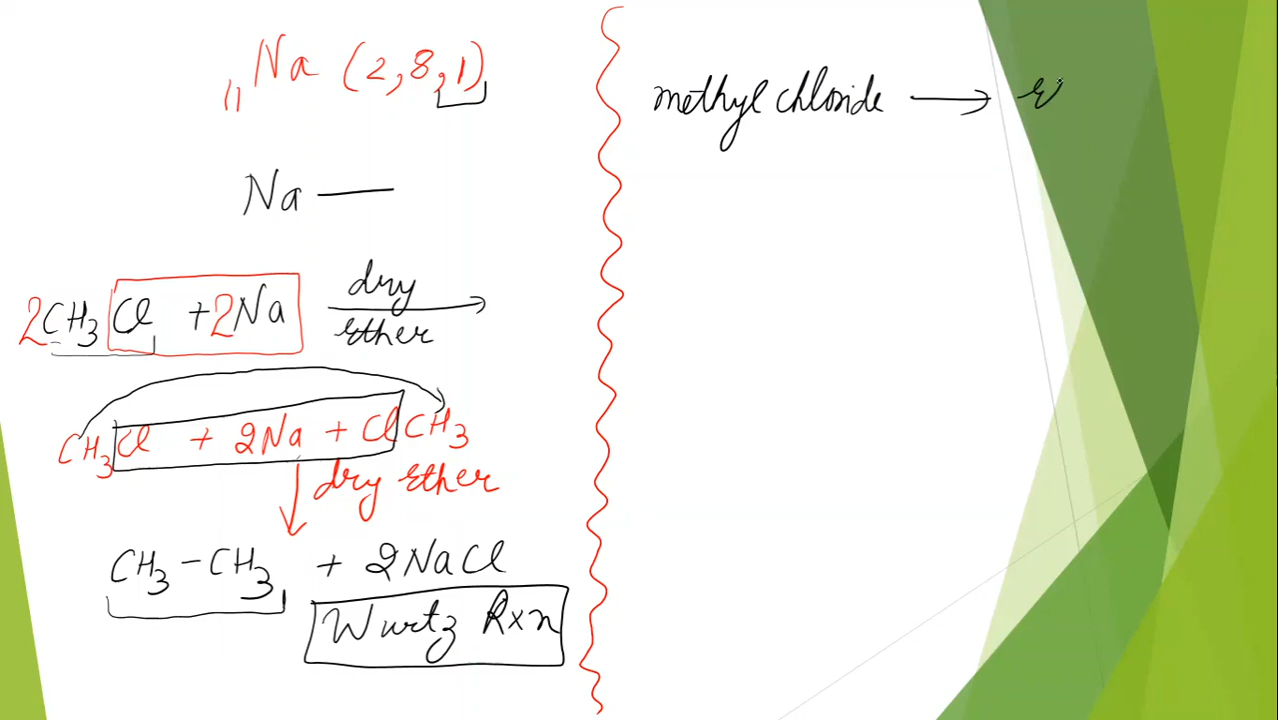 11Na (2,8,1)
Na —
2CH3Cl + 2Na dry ether →
CH3Cl + 2Na + ClCH3
↓ dry ether
CH3 - CH3 + 2NaCl
Wurtz Rxn
methyl chloride →